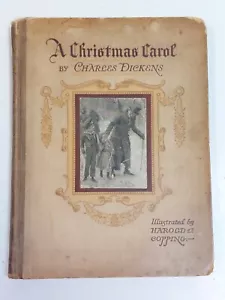 A Christmas Carol
BY CHARLES DICKENS
Illustrated by
HAROLD
COPPING